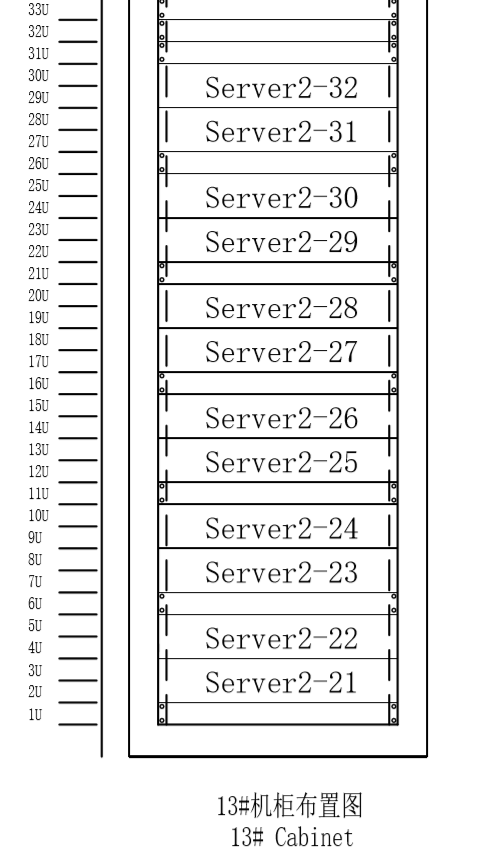 33U
32U
31U
30U
Server2-32
29U
28U
Server2-31
27U
26U
25U
Server2-30
24U
23U
Server2-29
22U
21U
20U
Server2-28
19U
18U
Server2-27
17U
16U
15U
Server2-26
14U
13U
Server2-25
12U
11U
10U
Server2-24
9U
8U
Server2-23
7U
6U
5U
Server2-22
4U
3U
Server2-21
2U
1U
13#机柜布置图
13# Cabinet